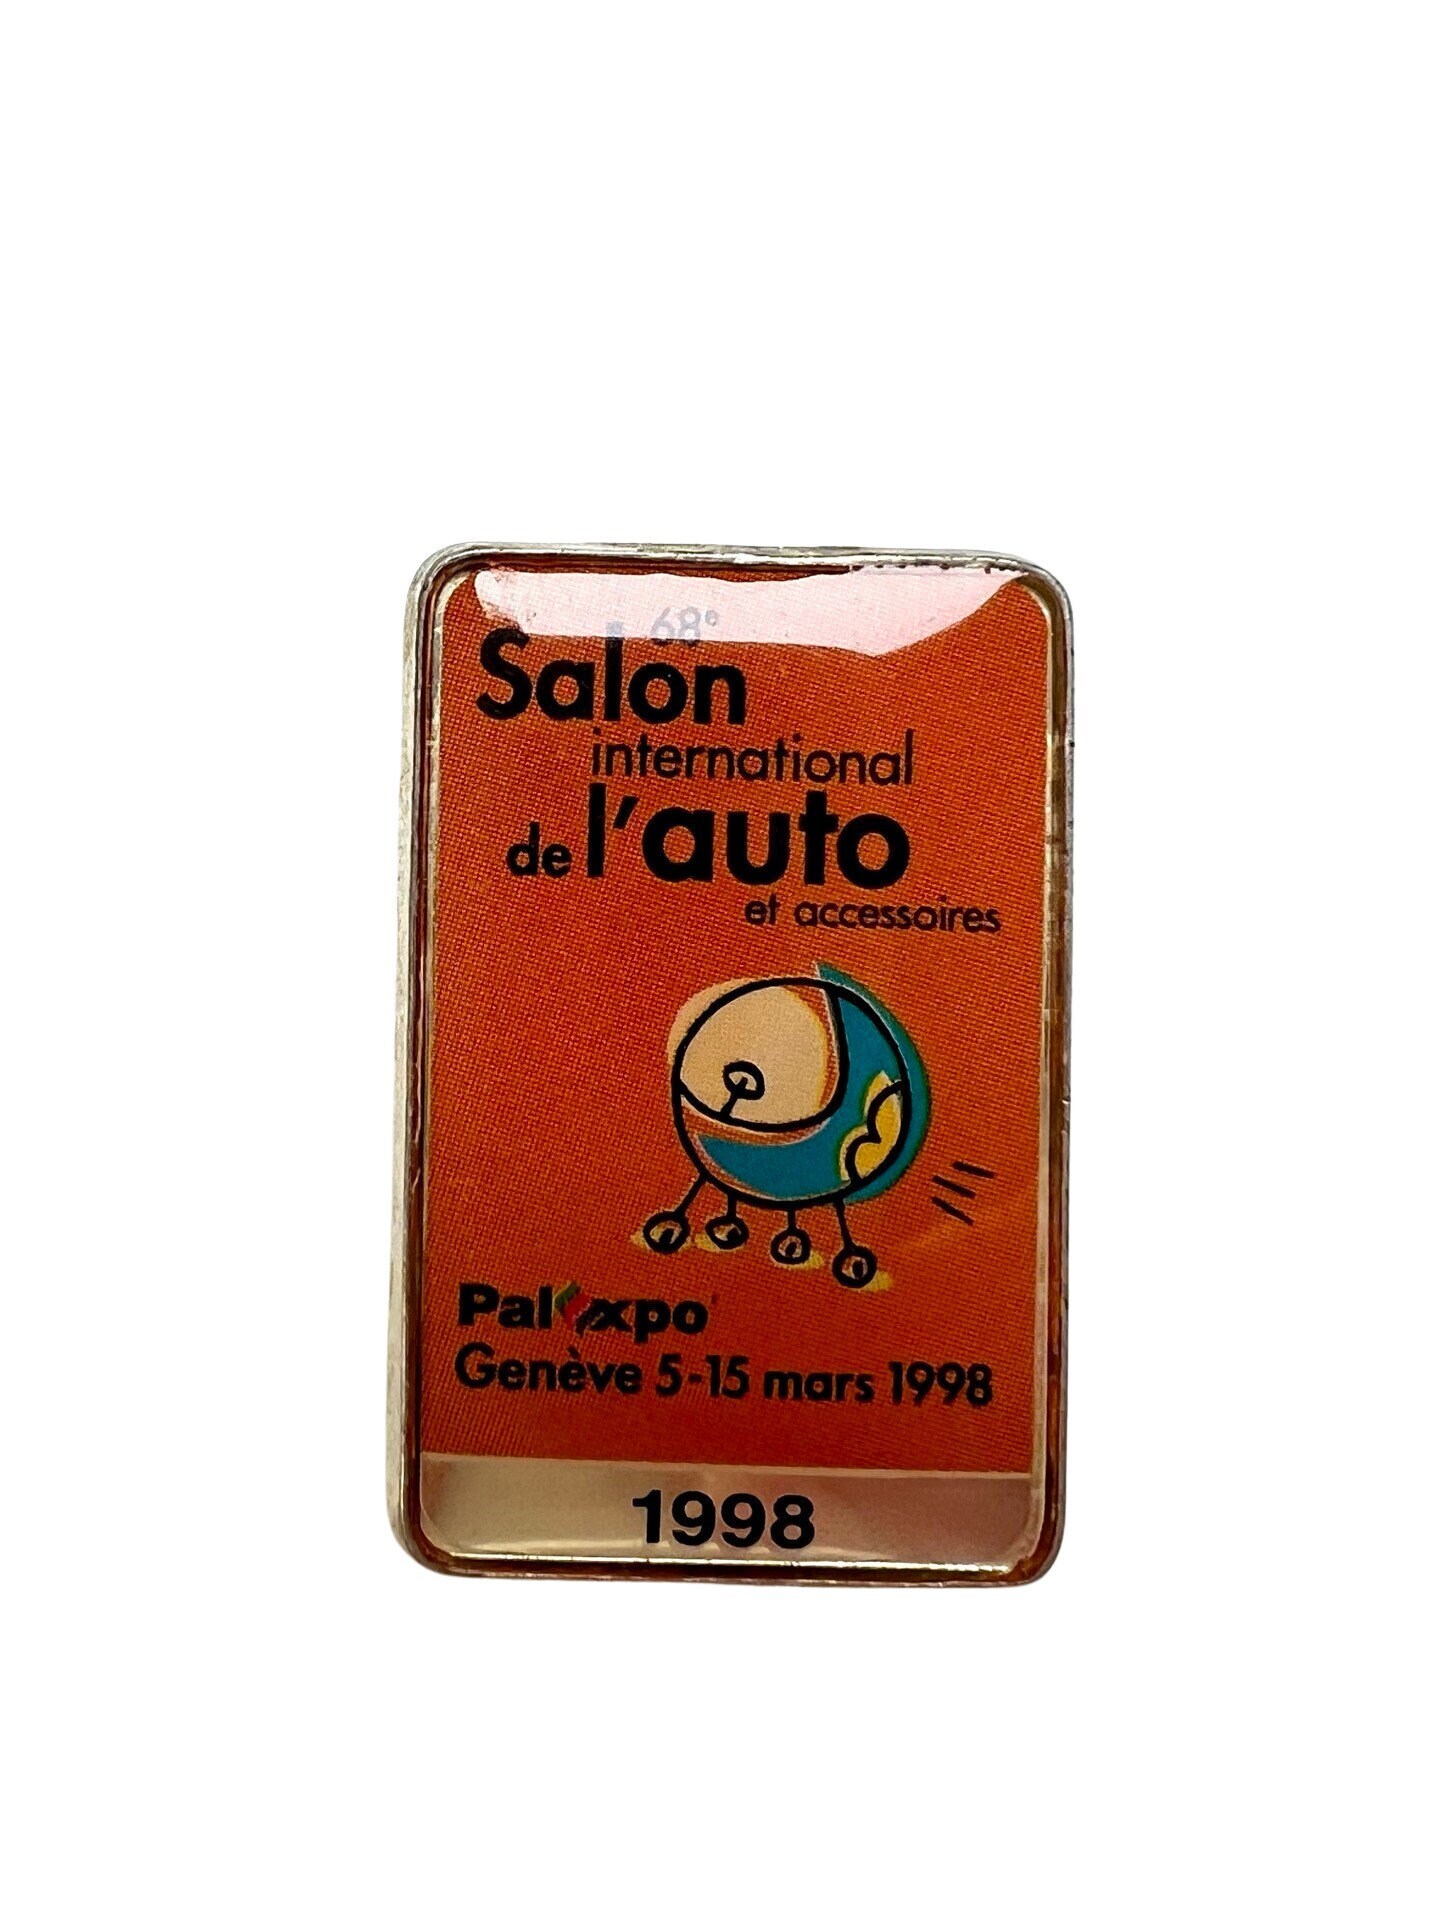 68e
Salon
international
de l'auto
et accessoires
Palexpo
Genève 5-15 mars 1998
1998